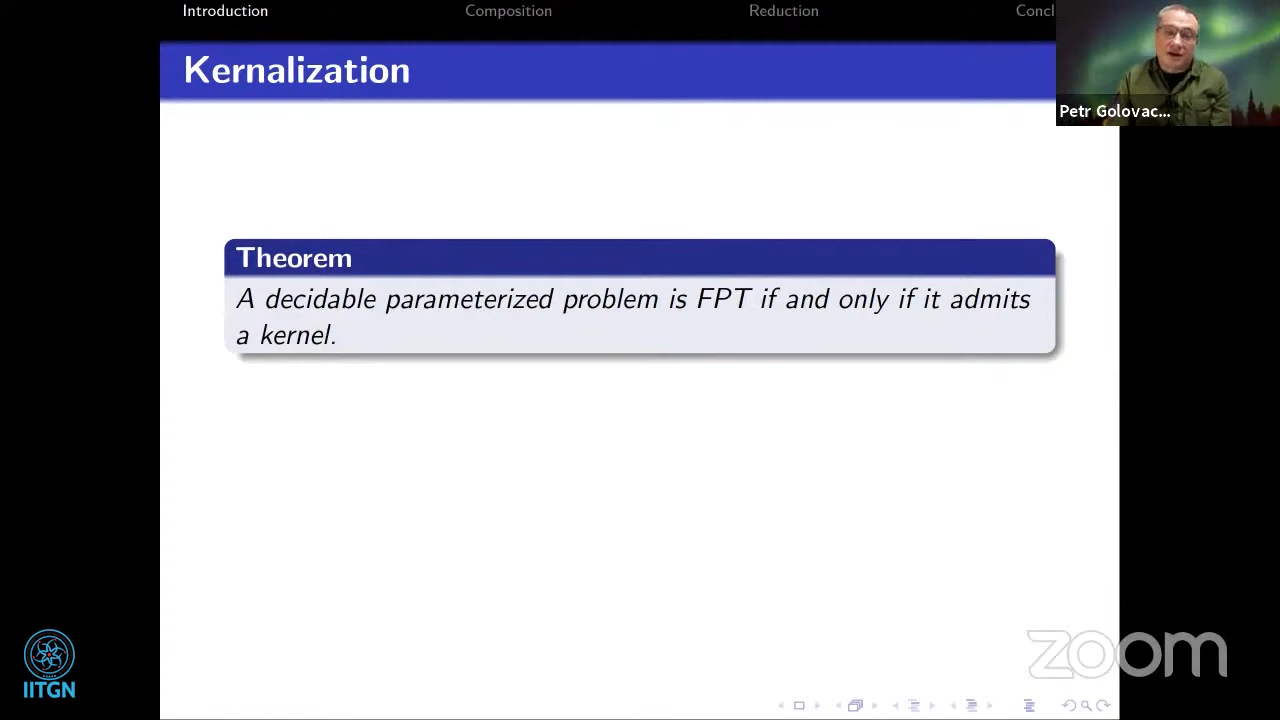 Introduction Composition Reduction Concl
Kernalization
Petr Golovac...
Theorem
A decidable parameterized problem is FPT if and only if it admits
a kernel.
IITGN
zoom